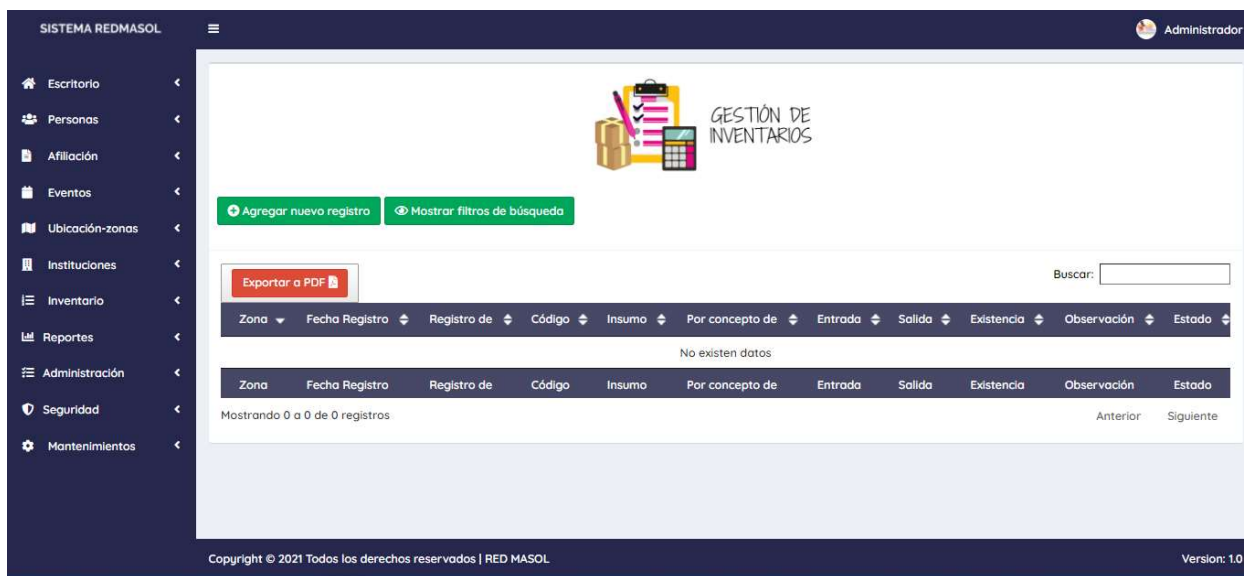 SISTEMA REDMASOL
Administrador
Escritorio
Personas
Afiliación
Eventos
Ubicación-zonas
Instituciones
Inventario
Reportes
Administración
Seguridad
Mantenimientos
GESTIÓN DE
INVENTARIOS
Agregar nuevo registro Mostrar filtros de búsqueda
Exportar a PDF Buscar:
Zona Fecha Registro Registro de Código Insumo Por concepto de Entrada Salida Existencia Observación Estado
No existen datos
Zona Fecha Registro Registro de Código Insumo Por concepto de Entrada Salida Existencia Observación Estado
Mostrando 0 a 0 de 0 registros Anterior Siguiente
Copyright © 2021 Todos los derechos reservados | RED MASOL Version: 1.0